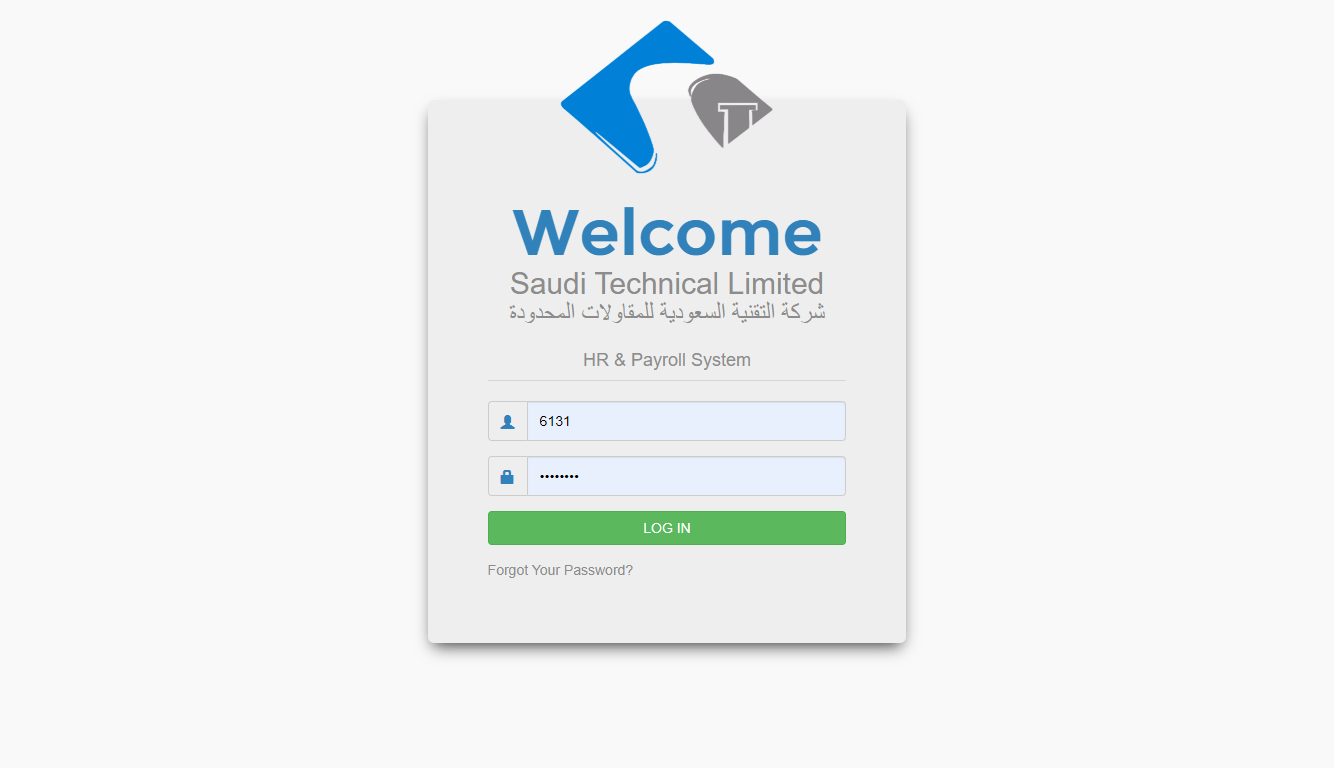 Welcome
Saudi Technical Limited
شركة التقنية السعودية للمقاولات المحدودة
HR & Payroll System
6131
••••••••
LOG IN
Forgot Your Password?